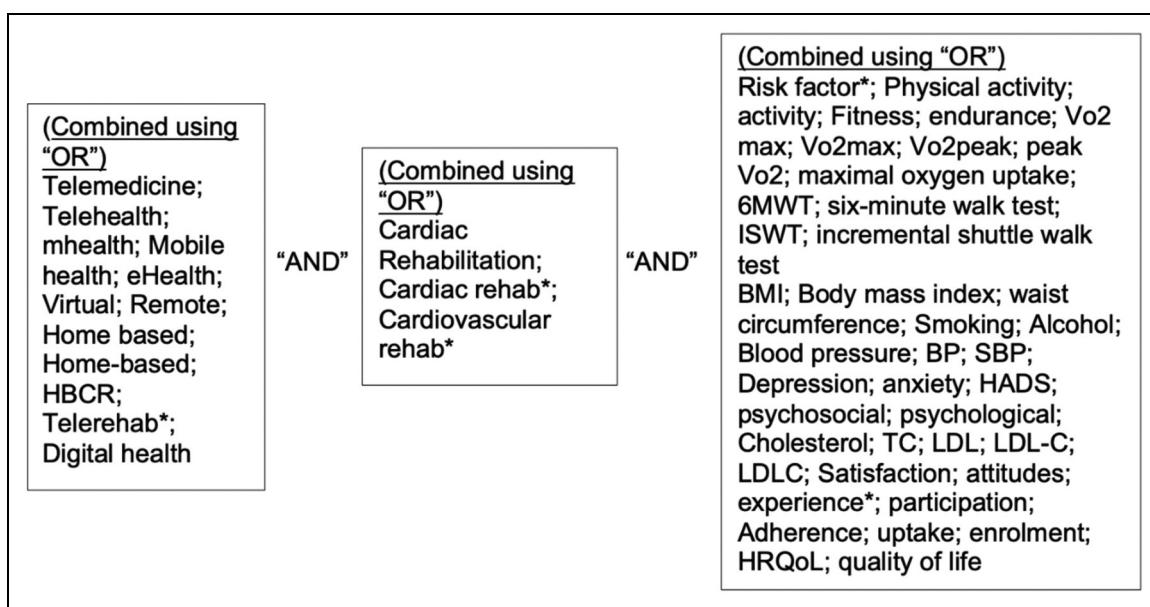 (Combined using
“OR”)
Telemedicine;
Telehealth;
mhealth; Mobile
health; eHealth;
Virtual; Remote;
Home based;
Home-based;
HBCR;
Telerehab*;
Digital health
“AND”
(Combined using
“OR”)
Cardiac
Rehabilitation;
Cardiac rehab*;
Cardiovascular
rehab*
“AND”
(Combined using “OR”)
Risk factor*; Physical activity;
activity; Fitness; endurance; Vo2
max; Vo2max; Vo2peak; peak
Vo2; maximal oxygen uptake;
6MWT; six-minute walk test;
ISWT; incremental shuttle walk
test
BMI; Body mass index; waist
circumference; Smoking; Alcohol;
Blood pressure; BP; SBP;
Depression; anxiety; HADS;
psychosocial; psychological;
Cholesterol; TC; LDL; LDL-C;
LDLC; Satisfaction; attitudes;
experience*; participation;
Adherence; uptake; enrolment;
HRQoL; quality of life